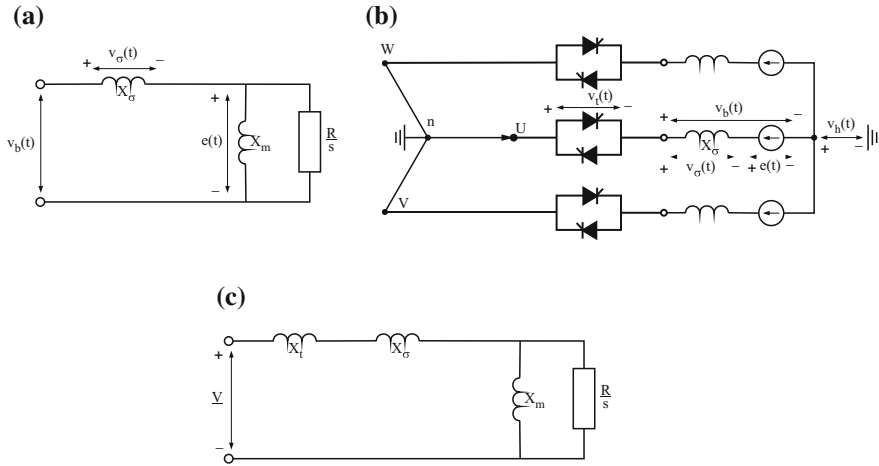 (a)
v_σ(t)
+ −
X_σ
v_b(t)
+
e(t)
−
X_m
R/s
(b)
W
n
U
V
v_t(t)
+ −
v_b(t)
+ −
X_σ
+ − + −
v_σ(t) e(t)
v_h(t)
+ −
(c)
X_t X_σ
+
V
−
X_m
R/s